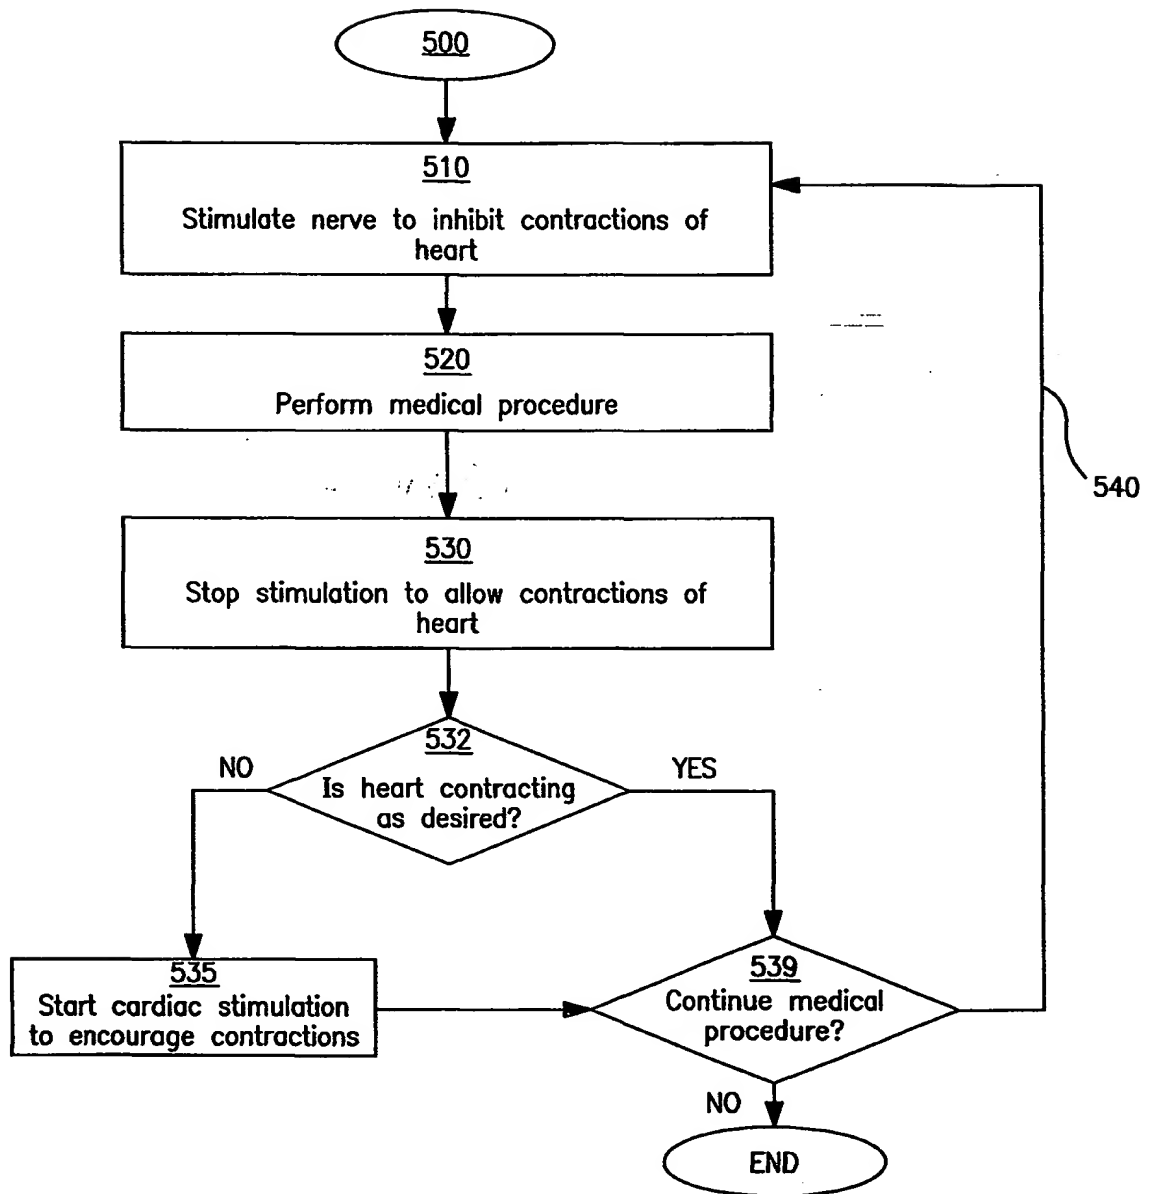 500
510
Stimulate nerve to inhibit contractions of
heart
520
Perform medical procedure
540
530
Stop stimulation to allow contractions of
heart
532
NO
YES
Is heart contracting
as desired?
535
Start cardiac stimulation
to encourage contractions
539
Continue medical
procedure?
NO
END